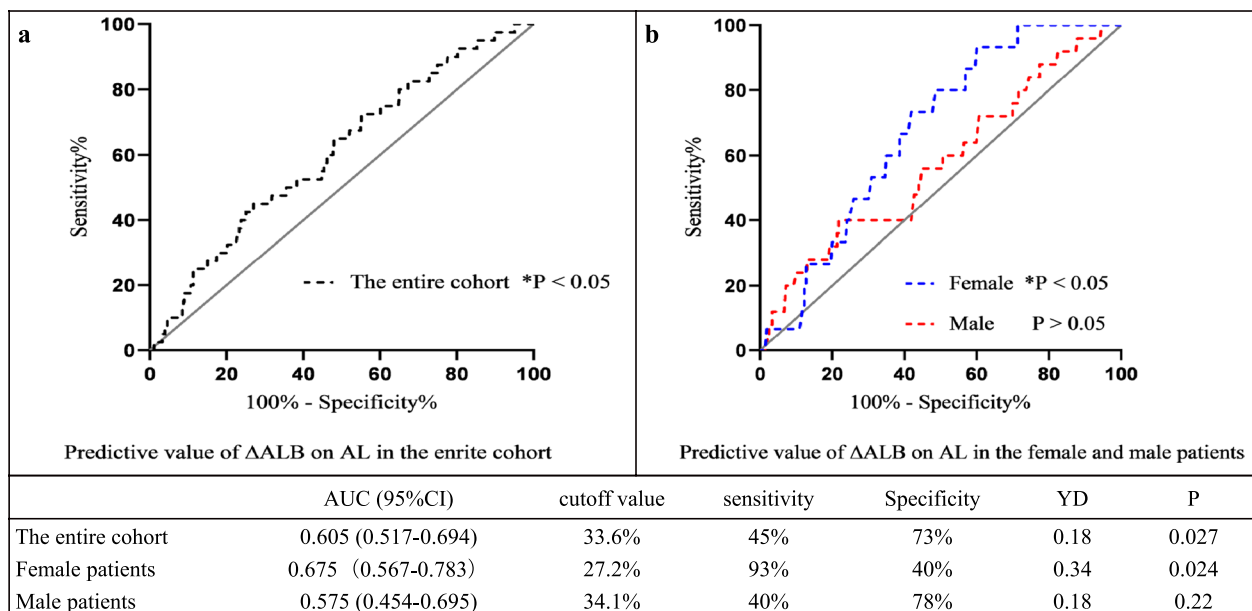 a
100
80
60
40
20
0
Sensitivity%
The entire cohort *P < 0.05
0 20 40 60 80 100
100% - Specificity%
Predictive value of ΔALB on AL in the enrite cohort
b
100
80
60
40
20
0
Sensitivity%
Female *P < 0.05
Male P > 0.05
0 20 40 60 80 100
100% - Specificity%
Predictive value of ΔALB on AL in the female and male patients
AUC (95%CI) cutoff value sensitivity Specificity YD P
The entire cohort 0.605 (0.517-0.694) 33.6% 45% 73% 0.18 0.027
Female patients 0.675（0.567-0.783） 27.2% 93% 40% 0.34 0.024
Male patients 0.575 (0.454-0.695) 34.1% 40% 78% 0.18 0.22